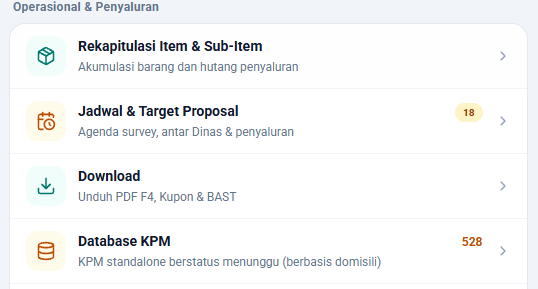 Operasional & Penyaluran
Rekapitulasi Item & Sub-Item
Akumulasi barang dan hutang penyaluran
Jadwal & Target Proposal
18
Agenda survey, antar Dinas & penyaluran
Download
Unduh PDF F4, Kupon & BAST
Database KPM
528
KPM standalone berstatus menunggu (berbasis domisili)